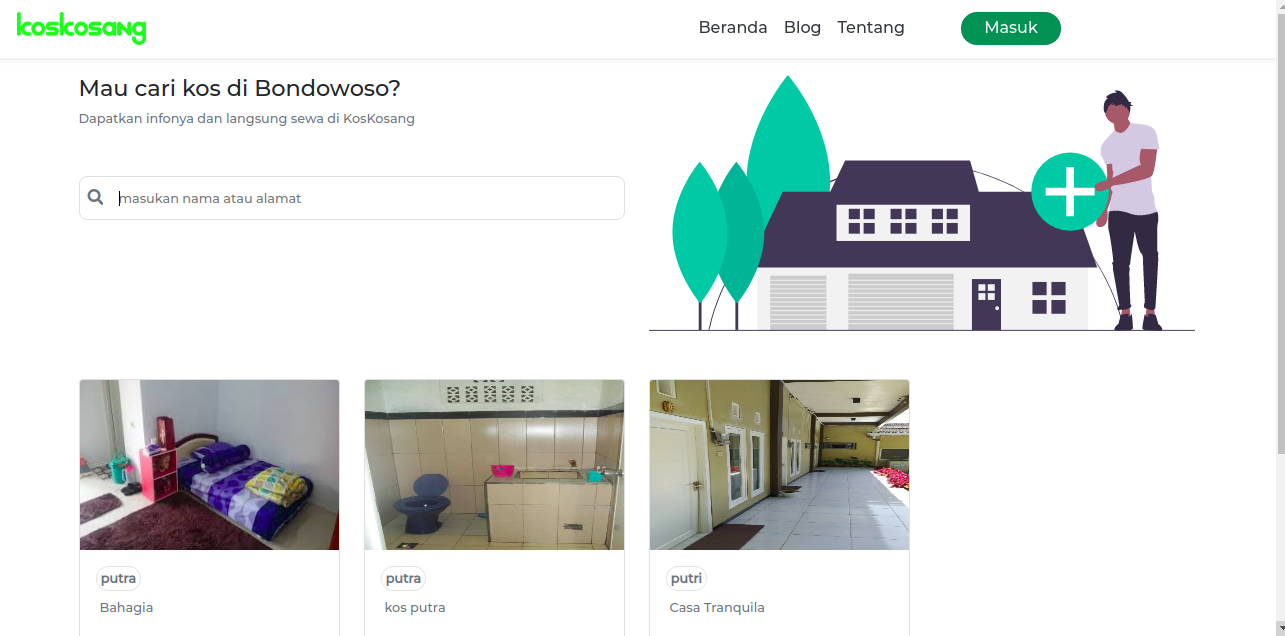 koskosang
Beranda Blog Tentang Masuk
Mau cari kos di Bondowoso?
Dapatkan infonya dan langsung sewa di KosKosang
masukan nama atau alamat
putra
Bahagia
putra
kos putra
putri
Casa Tranquila